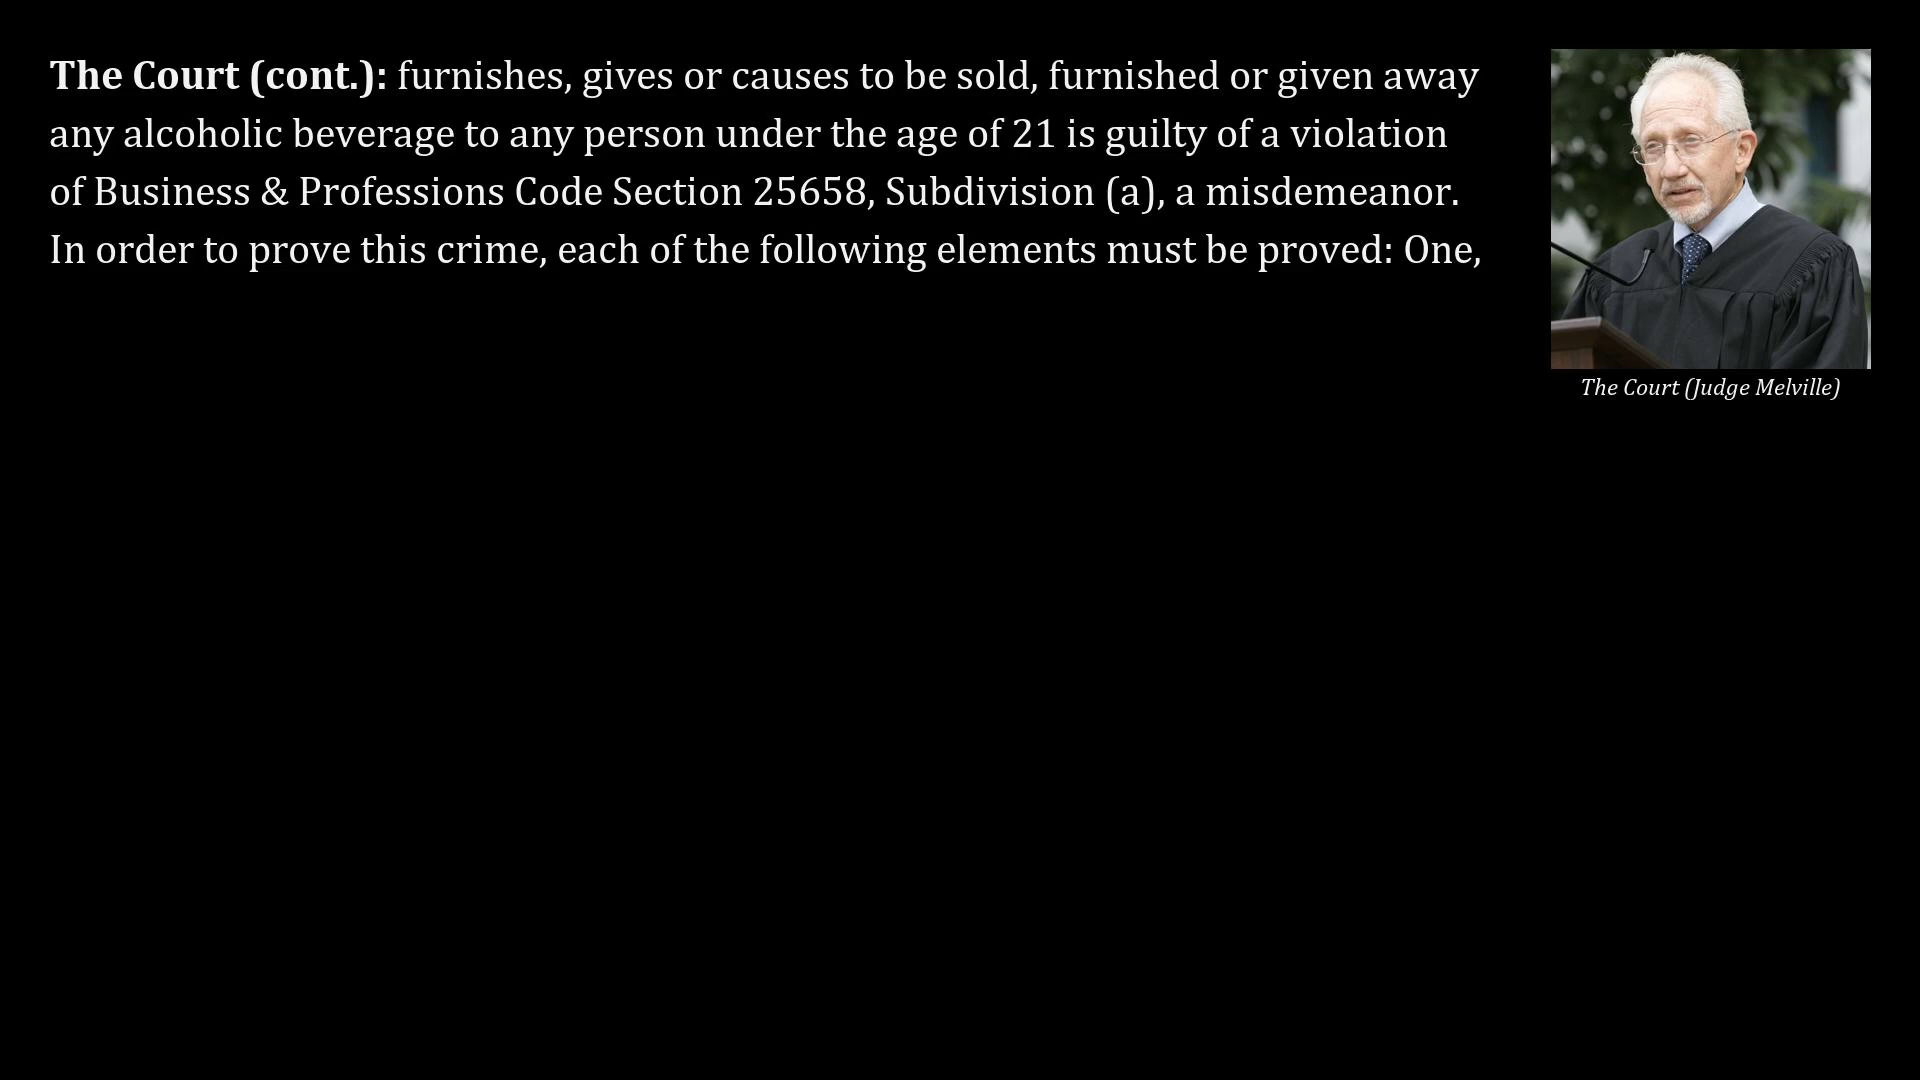 The Court (cont.): furnishes, gives or causes to be sold, furnished or given away
any alcoholic beverage to any person under the age of 21 is guilty of a violation
of Business & Professions Code Section 25658, Subdivision (a), a misdemeanor.
In order to prove this crime, each of the following elements must be proved: One,
The Court (Judge Melville)